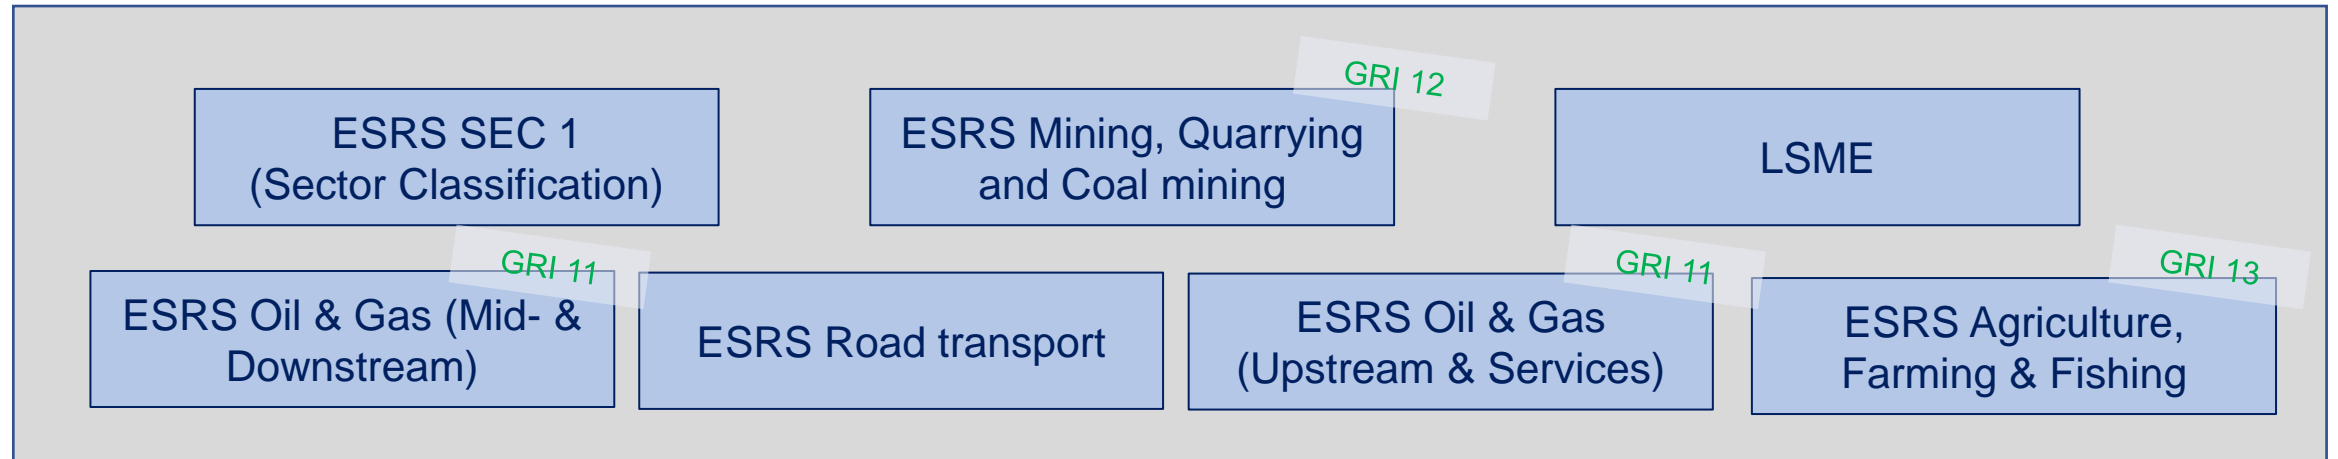 GRI 12
ESRS SEC 1
(Sector Classification)
ESRS Mining, Quarrying
and Coal mining
LSME
GRI 11
ESRS Oil & Gas (Mid- &
Downstream)
ESRS Road transport
GRI 11
ESRS Oil & Gas
(Upstream & Services)
GRI 13
ESRS Agriculture,
Farming & Fishing